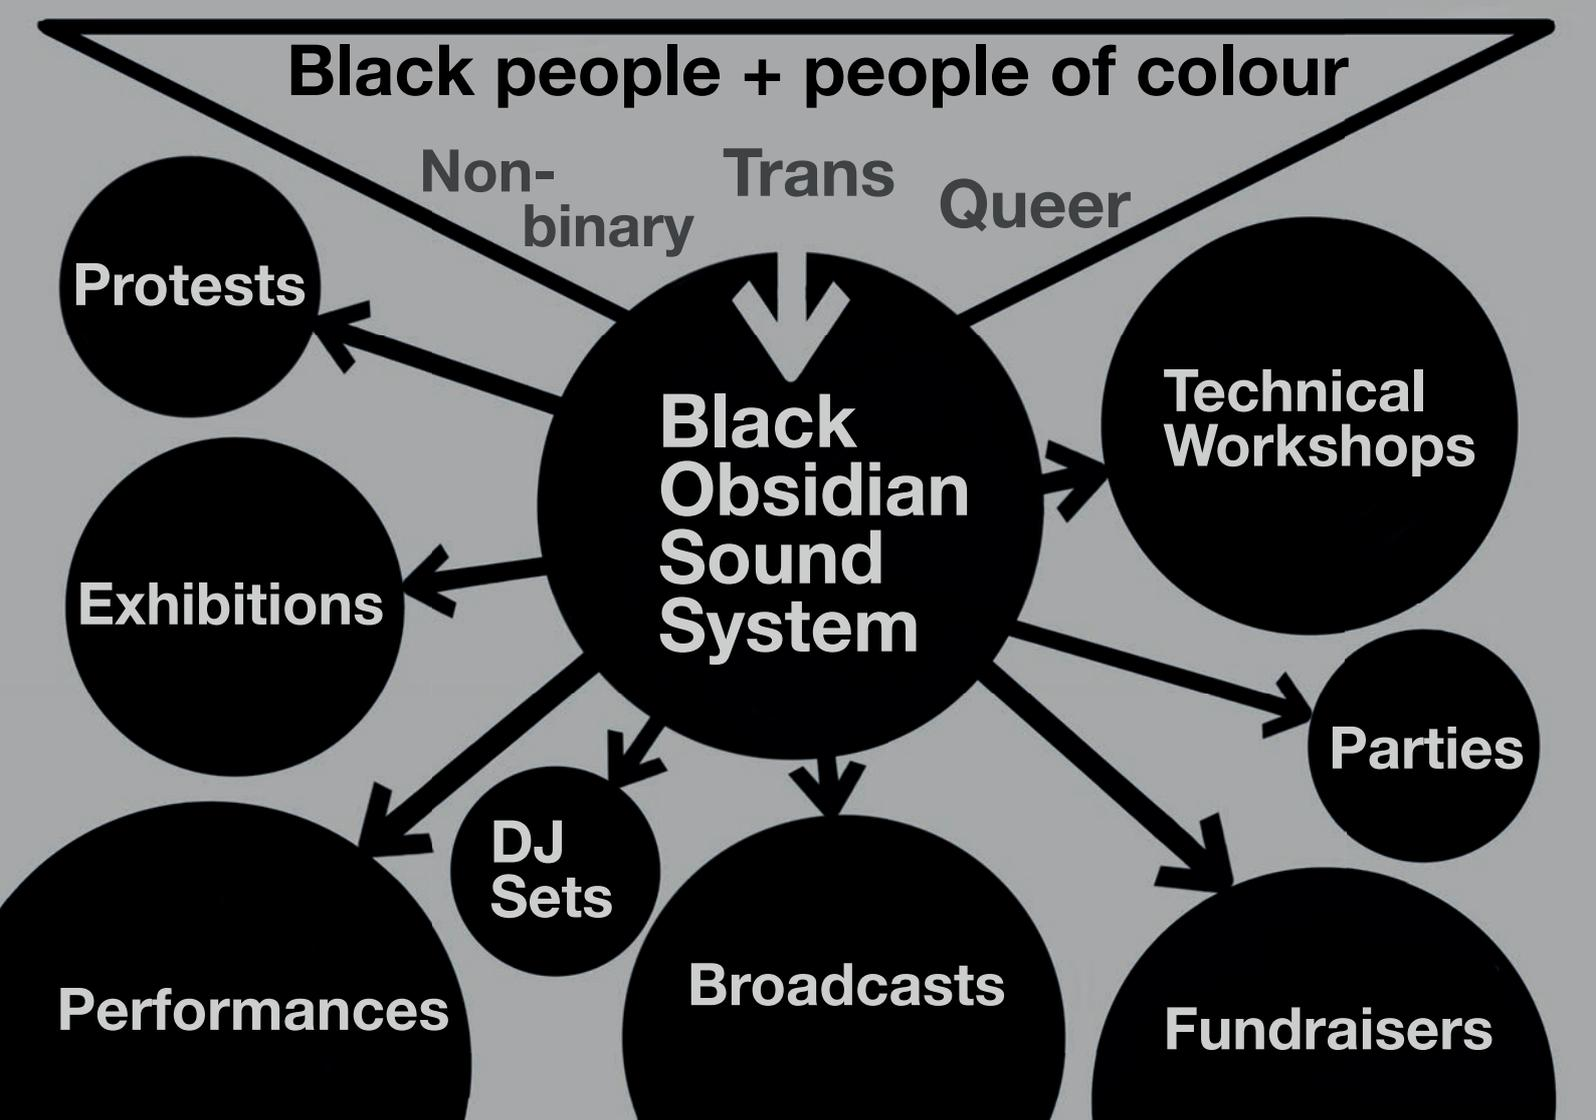 Black people + people of colour
Non-
binary
Trans
Queer
Protests
Technical
Workshops
Black
Obsidian
Sound
System
Exhibitions
Parties
DJ
Sets
Performances
Broadcasts
Fundraisers